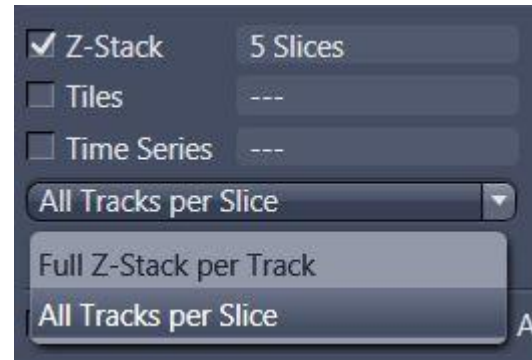 Z-Stack 5 Slices
Tiles ---
Time Series ---
All Tracks per Slice
Full Z-Stack per Track
All Tracks per Slice
A